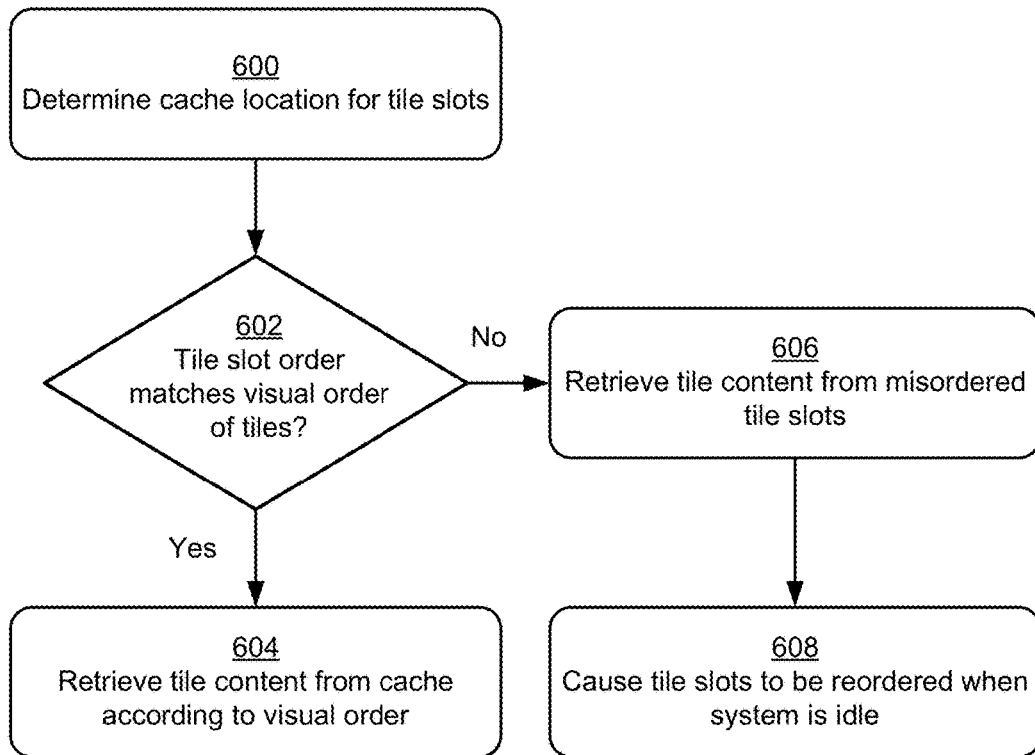 600
Determine cache location for tile slots
602
Tile slot order
matches visual order
of tiles?
No
606
Retrieve tile content from misordered
tile slots
Yes
604
Retrieve tile content from cache
according to visual order
608
Cause tile slots to be reordered when
system is idle